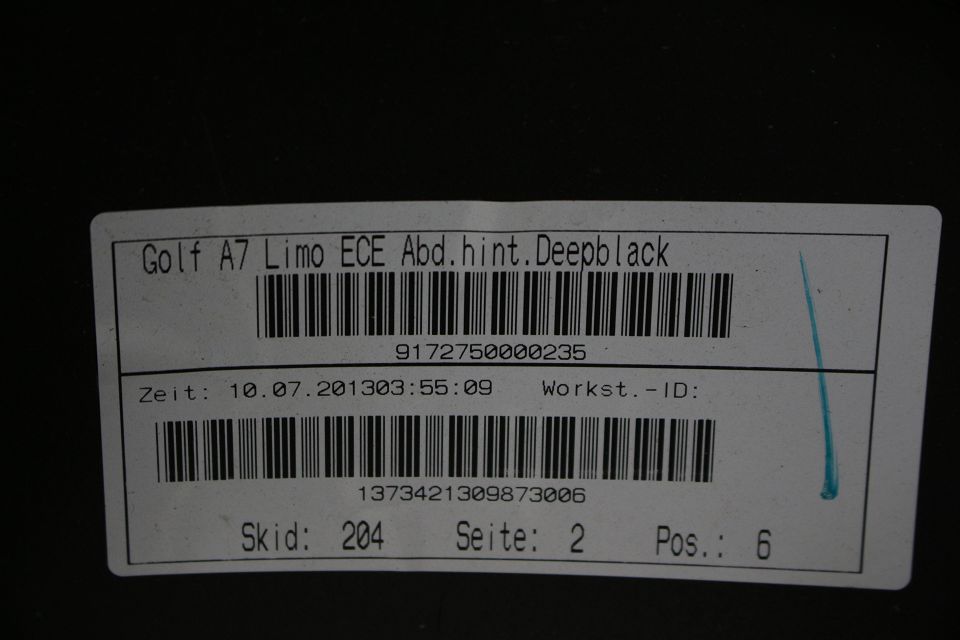 Golf A7 Limo ECE Abd.hint.Deepblack
9172750000235
Zeit: 10.07.201303:55:09 Workst.-ID:
1373421309873006
Skid: 204 Seite: 2 Pos.: 6